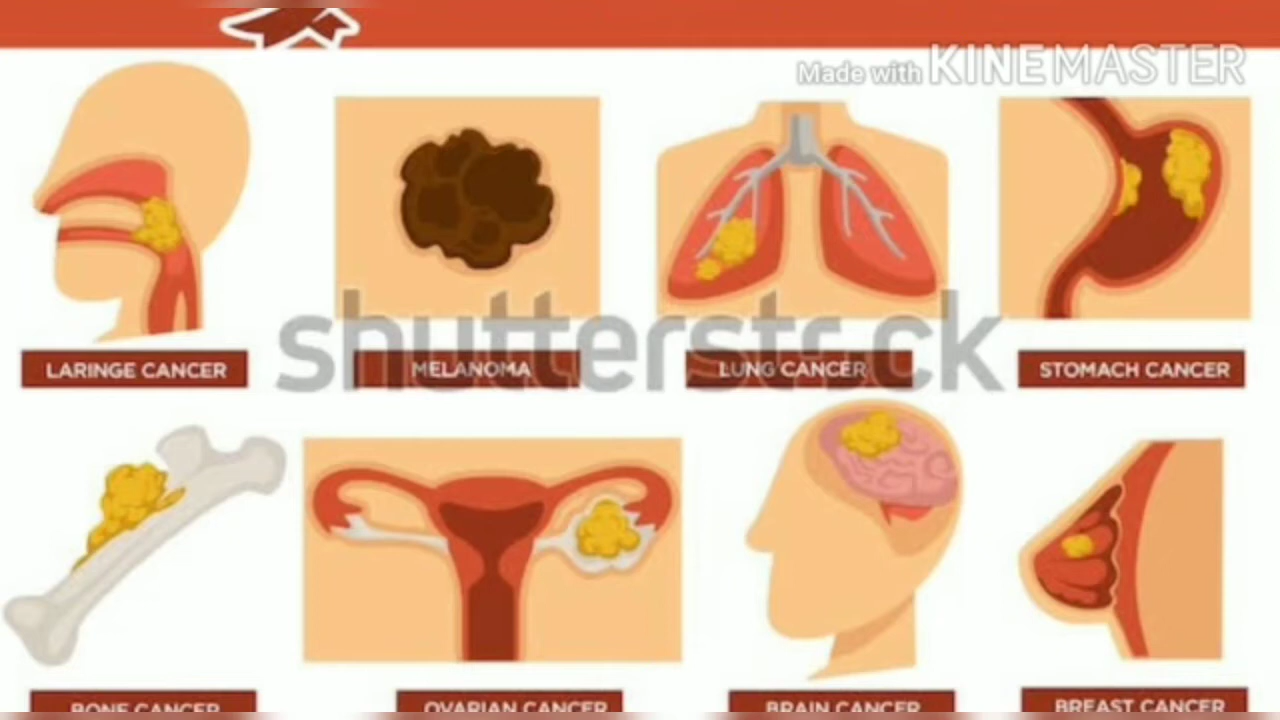 Made with KINEMASTER
shutterstock
LARINGE CANCER
MELANOMA
LUNG CANCER
STOMACH CANCER
BONE CANCER
OVARIAN CANCER
BRAIN CANCER
BREAST CANCER